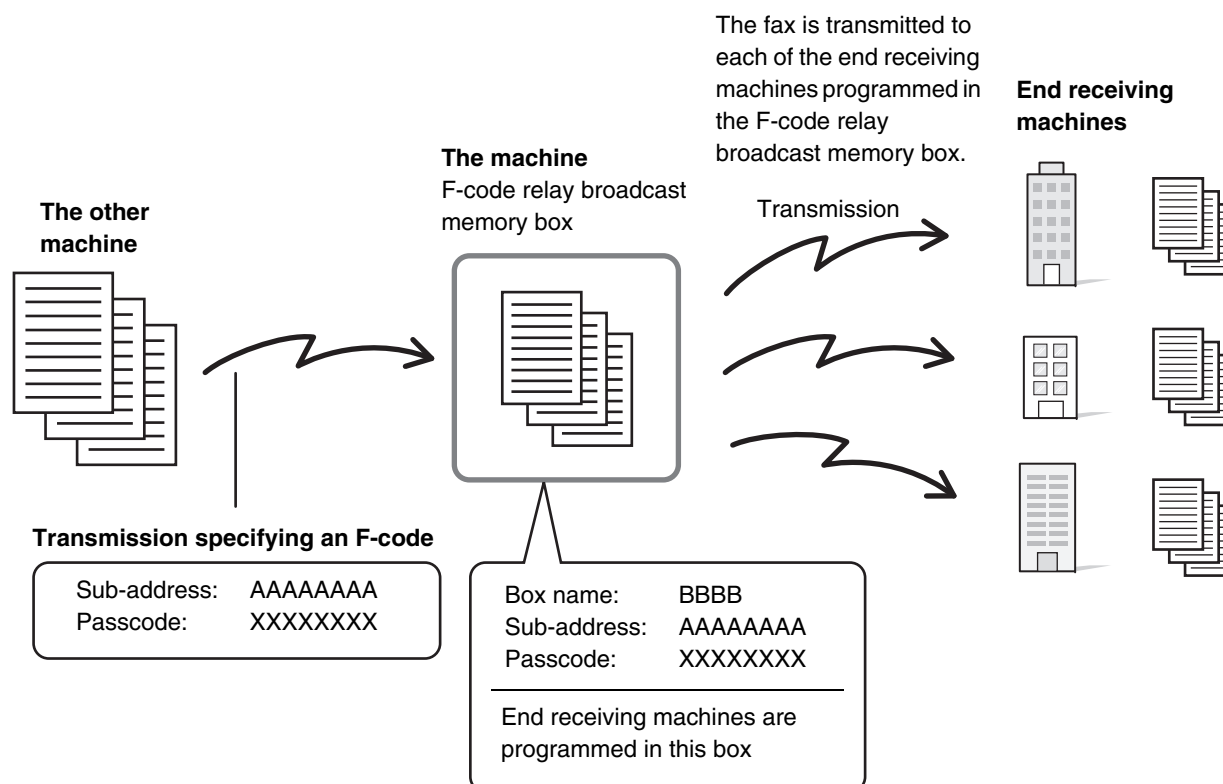 The fax is transmitted to
each of the end receiving
machines programmed in
the F-code relay
broadcast memory box.
End receiving
machines
The machine
F-code relay broadcast
memory box
The other
machine
Transmission
Transmission specifying an F-code
Sub-address: AAAAAAAA
Passcode: XXXXXXXX
Box name: BBBB
Sub-address: AAAAAAAA
Passcode: XXXXXXXX
End receiving machines are
programmed in this box